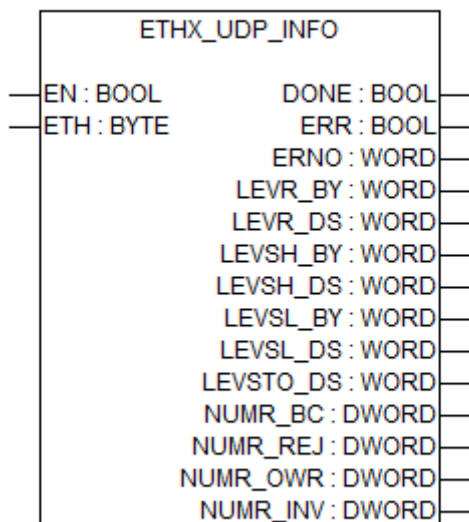 ETHX_UDP_INFO
EN : BOOL DONE : BOOL
ETH : BYTE ERR : BOOL
ERNO : WORD
LEVR_BY : WORD
LEVR_DS : WORD
LEVSH_BY : WORD
LEVSH_DS : WORD
LEVSL_BY : WORD
LEVSL_DS : WORD
LEVSTO_DS : WORD
NUMR_BC : DWORD
NUMR_REJ : DWORD
NUMR_OWR : DWORD
NUMR_INV : DWORD